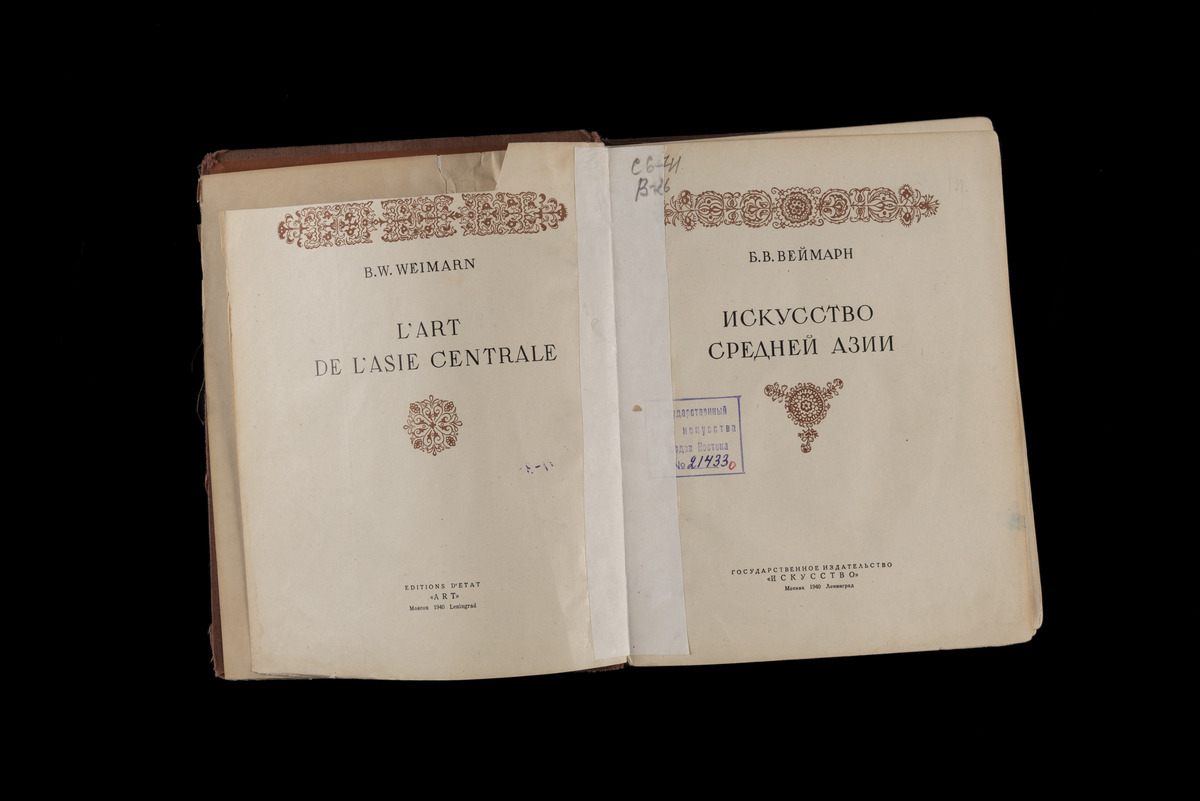 B.W. WEIMARN
L'ART
DE L'ASIE CENTRALE
EDITIONS D'ETAT
«ART»
Moscou 1940 Leningrad
Б.В. ВЕЙМАРН
ИСКУССТВО
СРЕДНЕЙ АЗИИ
искусства
Востока
№ 21433
ГОСУДАРСТВЕННОЕ ИЗДАТЕЛЬСТВО
«ИСКУССТВО»
Москва 1940 Ленинград